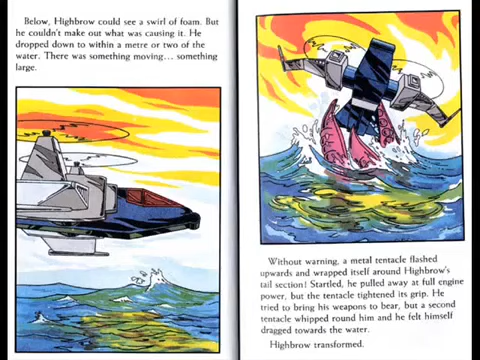 Below, Highbrow could see a swirl of foam. But
he couldn't make out what was causing it. He
dropped down to within a metre or two of the
water. There was something moving... something
large.
Without warning, a metal tentacle flashed
upwards and wrapped itself around Highbrow's
tail section! Startled, he pulled away at full engine
power, but the tentacle tightened its grip. He
tried to bring his weapons to bear, but a second
tentacle whipped round him and he felt himself
dragged towards the water.
Highbrow transformed.